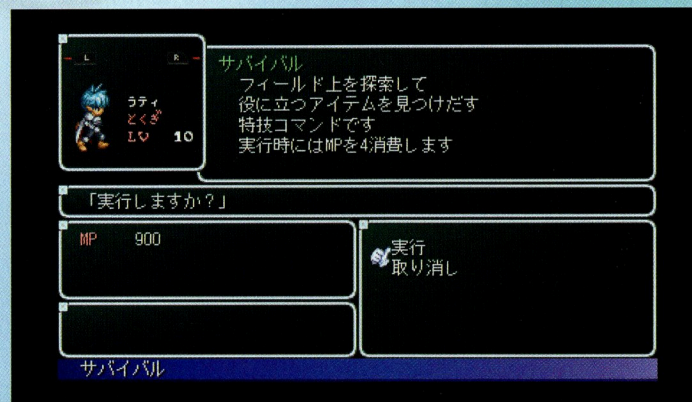 L R
サバイバル
フィールド上を探索して
役に立つアイテムを見つけだす
特技コマンドです
実行時にはMPを4消費します
ラティ
とくぎ
LV 10
「実行しますか？」
MP 900
実行
取り消し
サバイバル